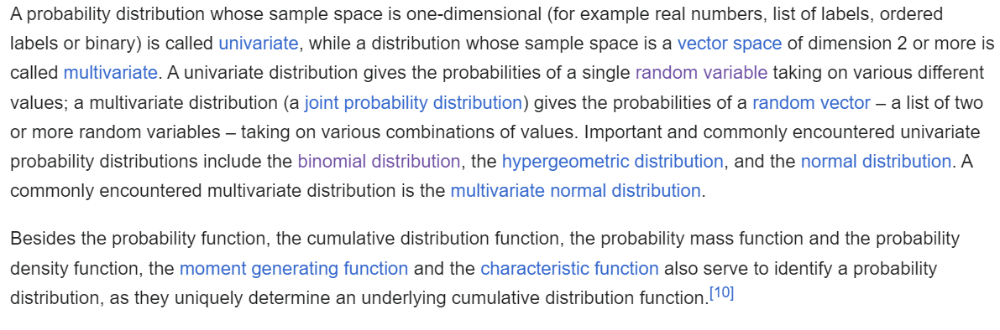 A probability distribution whose sample space is one-dimensional (for example real numbers, list of labels, ordered
labels or binary) is called univariate, while a distribution whose sample space is a vector space of dimension 2 or more is
called multivariate. A univariate distribution gives the probabilities of a single random variable taking on various different
values; a multivariate distribution (a joint probability distribution) gives the probabilities of a random vector – a list of two
or more random variables – taking on various combinations of values. Important and commonly encountered univariate
probability distributions include the binomial distribution, the hypergeometric distribution, and the normal distribution. A
commonly encountered multivariate distribution is the multivariate normal distribution.
Besides the probability function, the cumulative distribution function, the probability mass function and the probability
density function, the moment generating function and the characteristic function also serve to identify a probability
distribution, as they uniquely determine an underlying cumulative distribution function.[10]